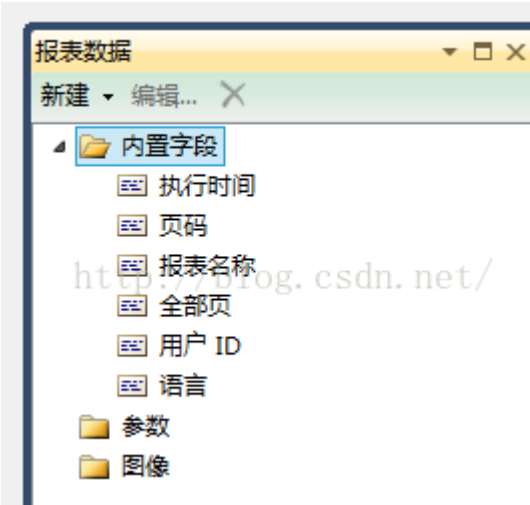 报表数据
新建 编辑...
内置字段
执行时间
页码
报表名称
http://blog.csdn.net/
全部页
用户 ID
语言
参数
图像